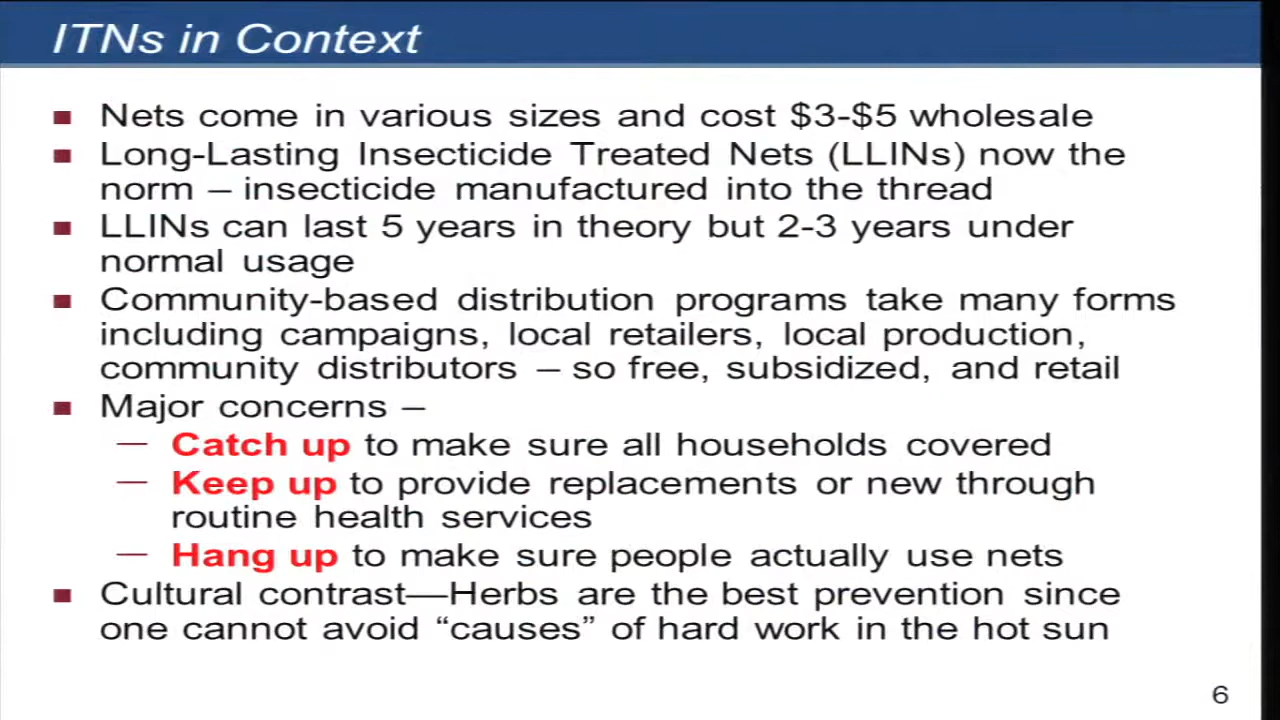 ITNs in Context
Nets come in various sizes and cost $3-$5 wholesale
Long-Lasting Insecticide Treated Nets (LLINs) now the
norm – insecticide manufactured into the thread
LLINs can last 5 years in theory but 2-3 years under
normal usage
Community-based distribution programs take many forms
including campaigns, local retailers, local production,
community distributors – so free, subsidized, and retail
Major concerns –
— Catch up to make sure all households covered
— Keep up to provide replacements or new through
routine health services
— Hang up to make sure people actually use nets
Cultural contrast—Herbs are the best prevention since
one cannot avoid “causes” of hard work in the hot sun
6